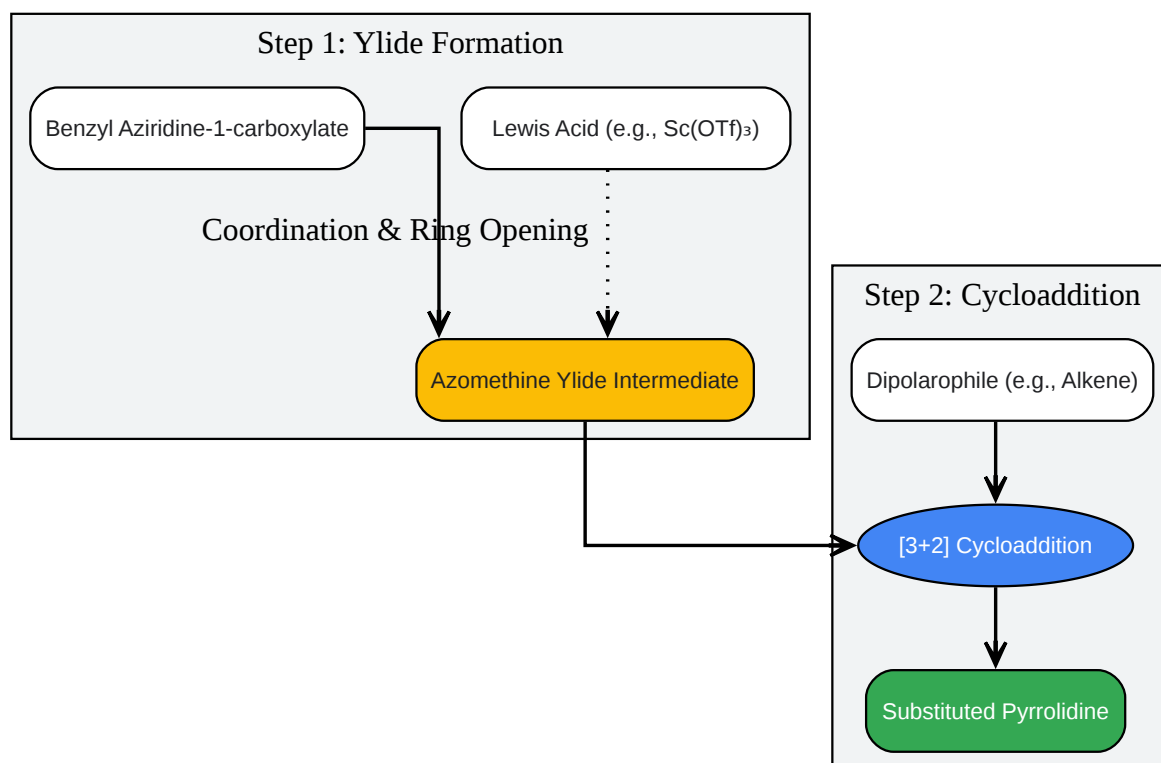 Step 1: Ylide Formation
Benzyl Aziridine-1-carboxylate
Lewis Acid (e.g., Sc(OTf)₃)
Coordination & Ring Opening
Azomethine Ylide Intermediate
Step 2: Cycloaddition
Dipolarophile (e.g., Alkene)
[3+2] Cycloaddition
Substituted Pyrrolidine